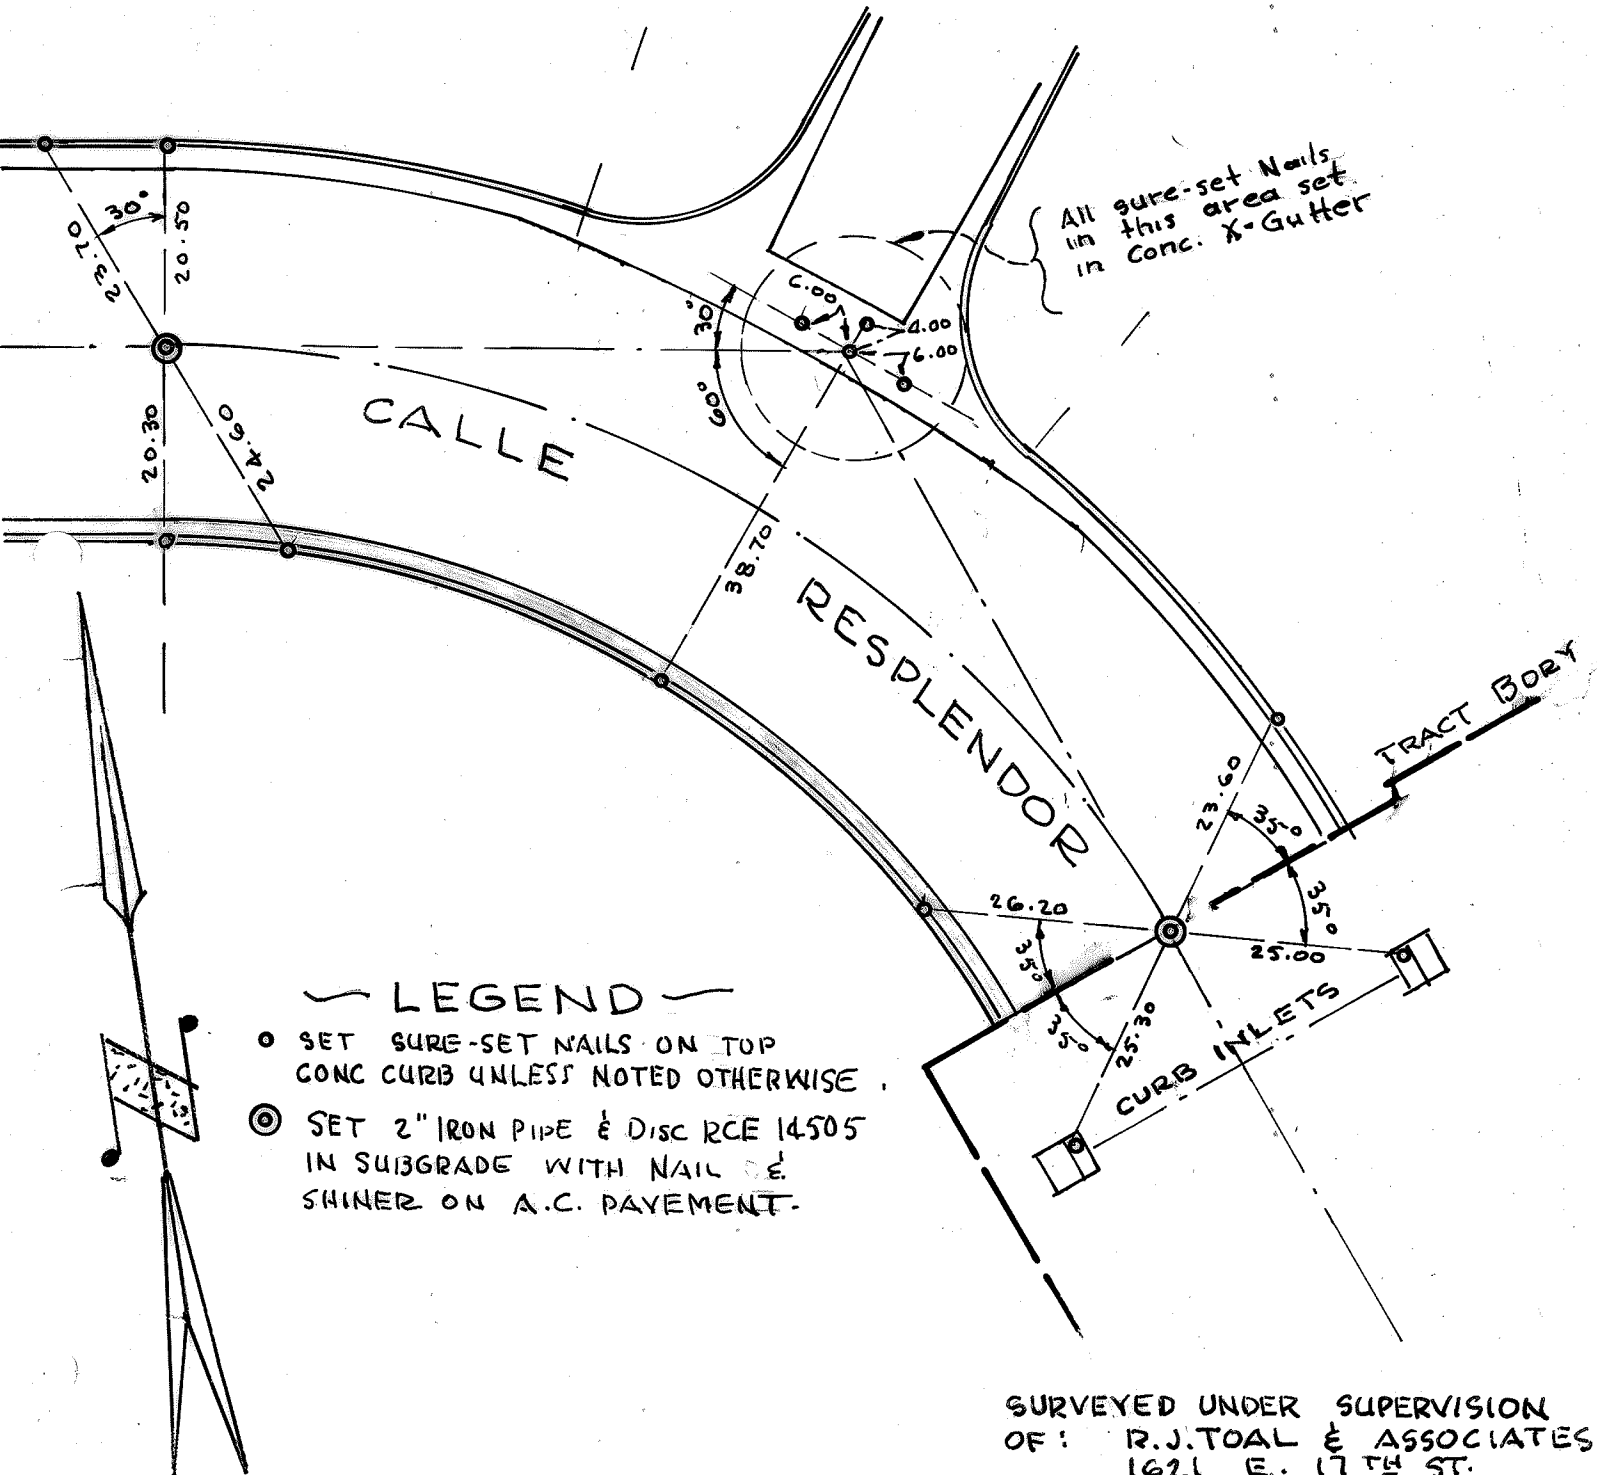 All sure-set Nails
in this area set
in Conc. X-Gutter
30°
23.70
20.50
20.30
24.60
6.00
4.00
6.00
30°
60°
38.70
CALLE
RESPLENDOR
TRACT BDRY
23.60
35°
35°
26.20
35°
25.00
35°
25.30
CURB INLETS
LEGEND
SET SURE-SET NAILS ON TOP
CONC CURB UNLESS NOTED OTHERWISE.
SET 2" IRON PIPE & DISC RCE 14505
IN SUBGRADE WITH NAIL &
SHINER ON A.C. PAVEMENT.
SURVEYED UNDER SUPERVISION
OF: R.J. TOAL & ASSOCIATES
1621 E. 17TH ST.